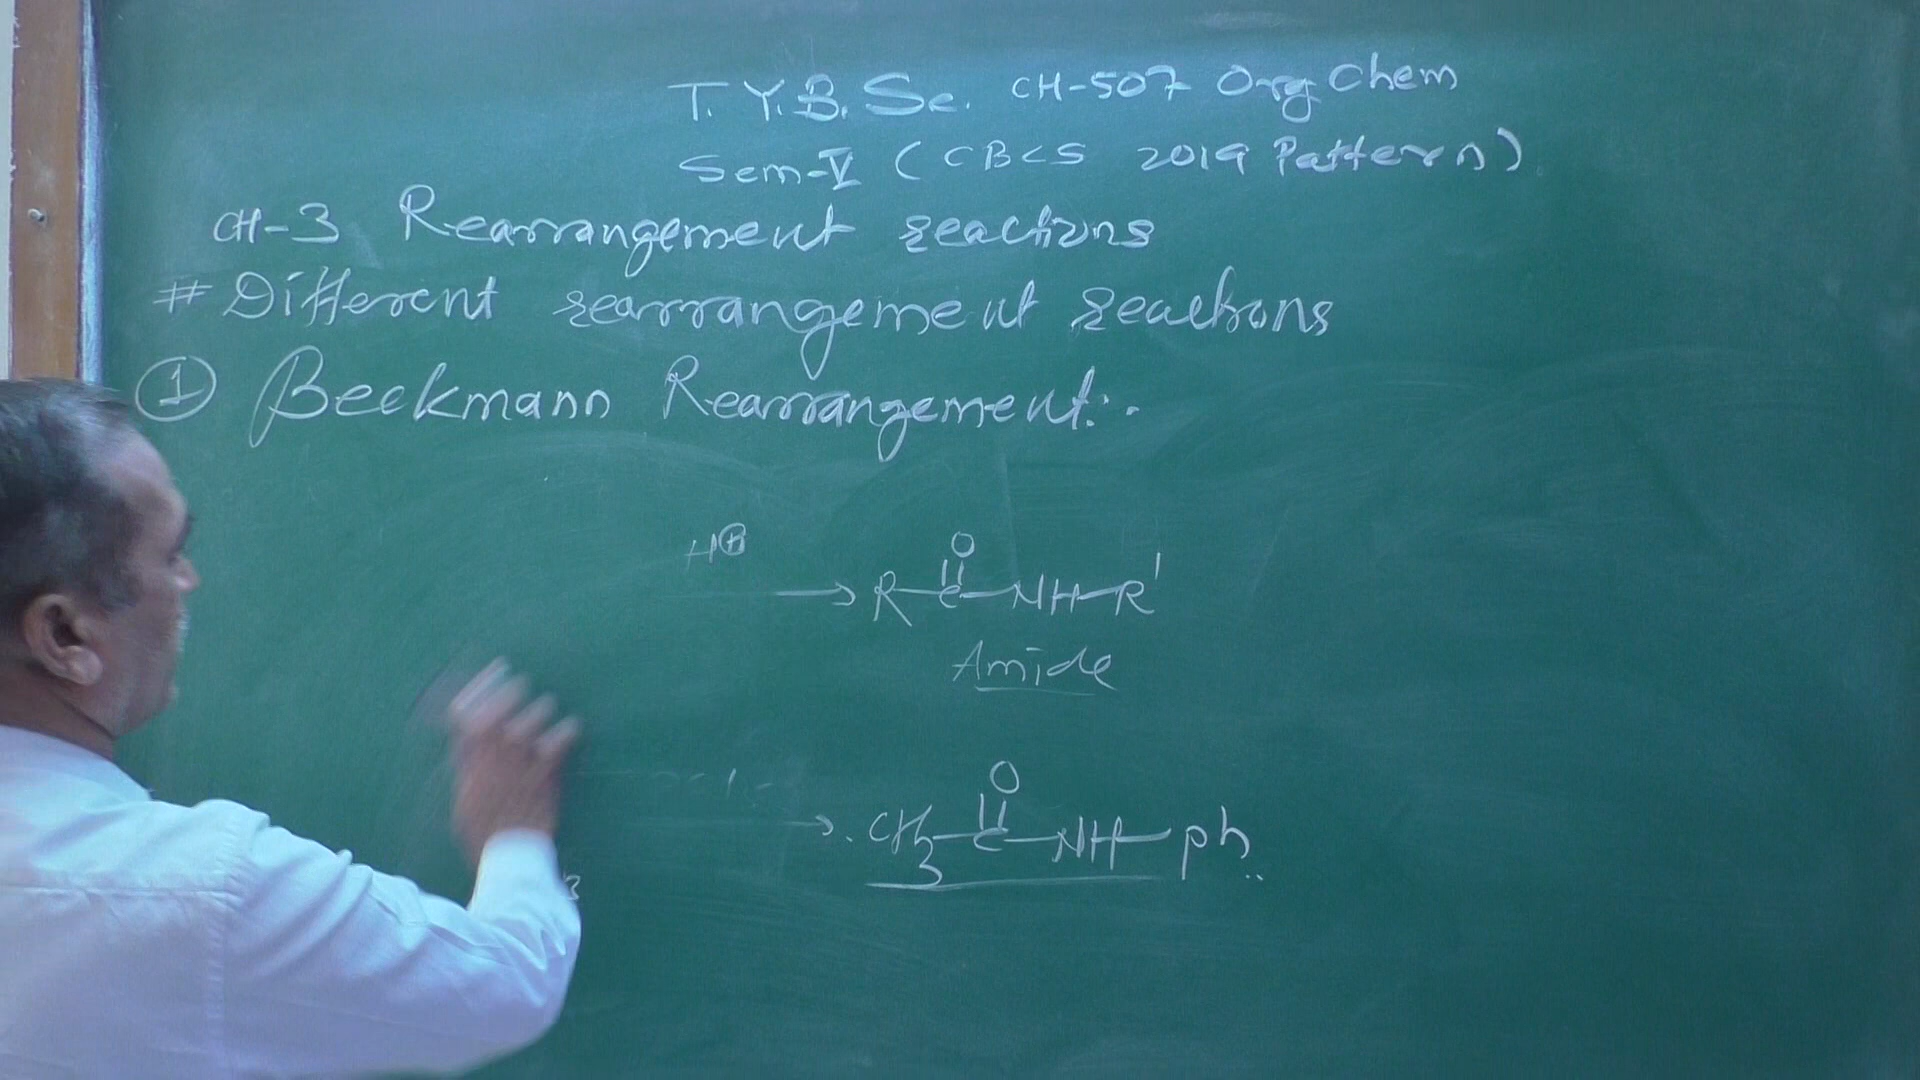 T.Y.B.Sc. CH-507 Org Chem
Sem-V (CBCS 2019 Pattern)
CH-3 Rearrangement reactions
# Different rearrangement reactions
① Beckmann Rearrangement:-
H⊕
O
R-C-NH-R'
Amide
O
CH3-C-NH-Ph